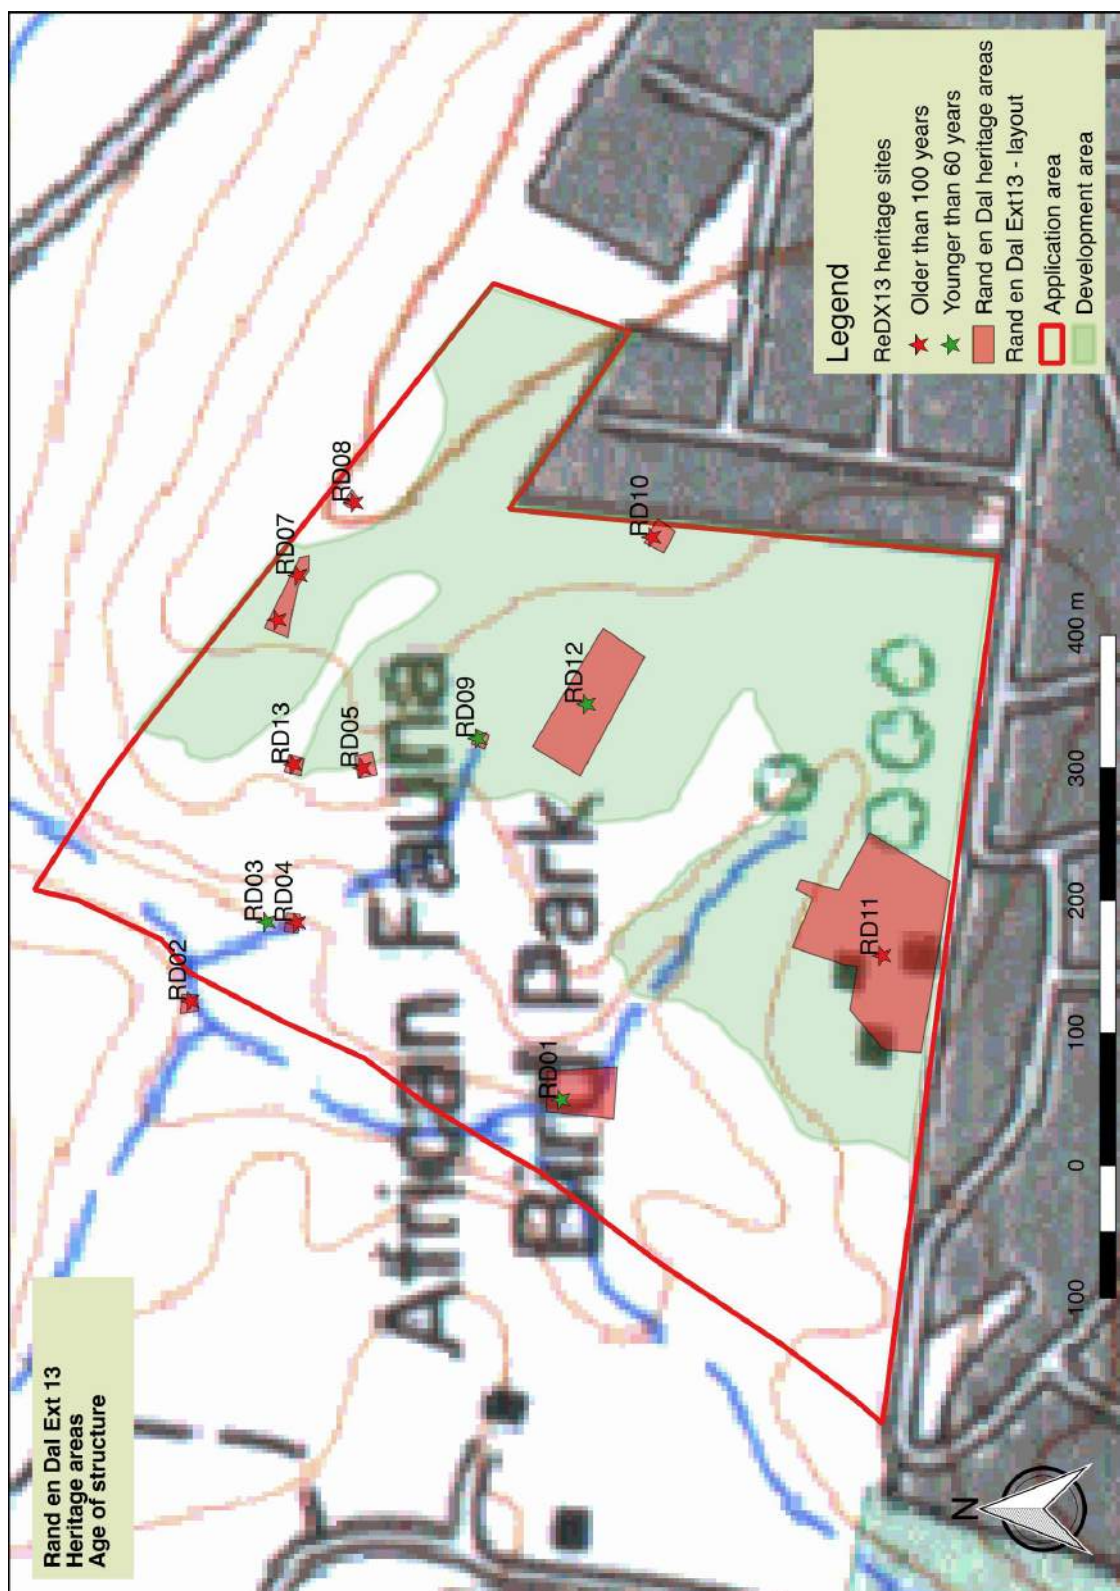 Rand en Dal Ext 13
Heritage areas
Age of structure
RD02
RD03
RD04
RD13
RD07
RD08
RD05
RD09
RD12
RD10
RD01
RD11
African Fauna
Bird Park
N
100
0
100
200
300
400 m
Legend
ReDX13 heritage sites
Older than 100 years
Younger than 60 years
Rand en Dal heritage areas
Rand en Dal Ext13 - layout
Application area
Development area